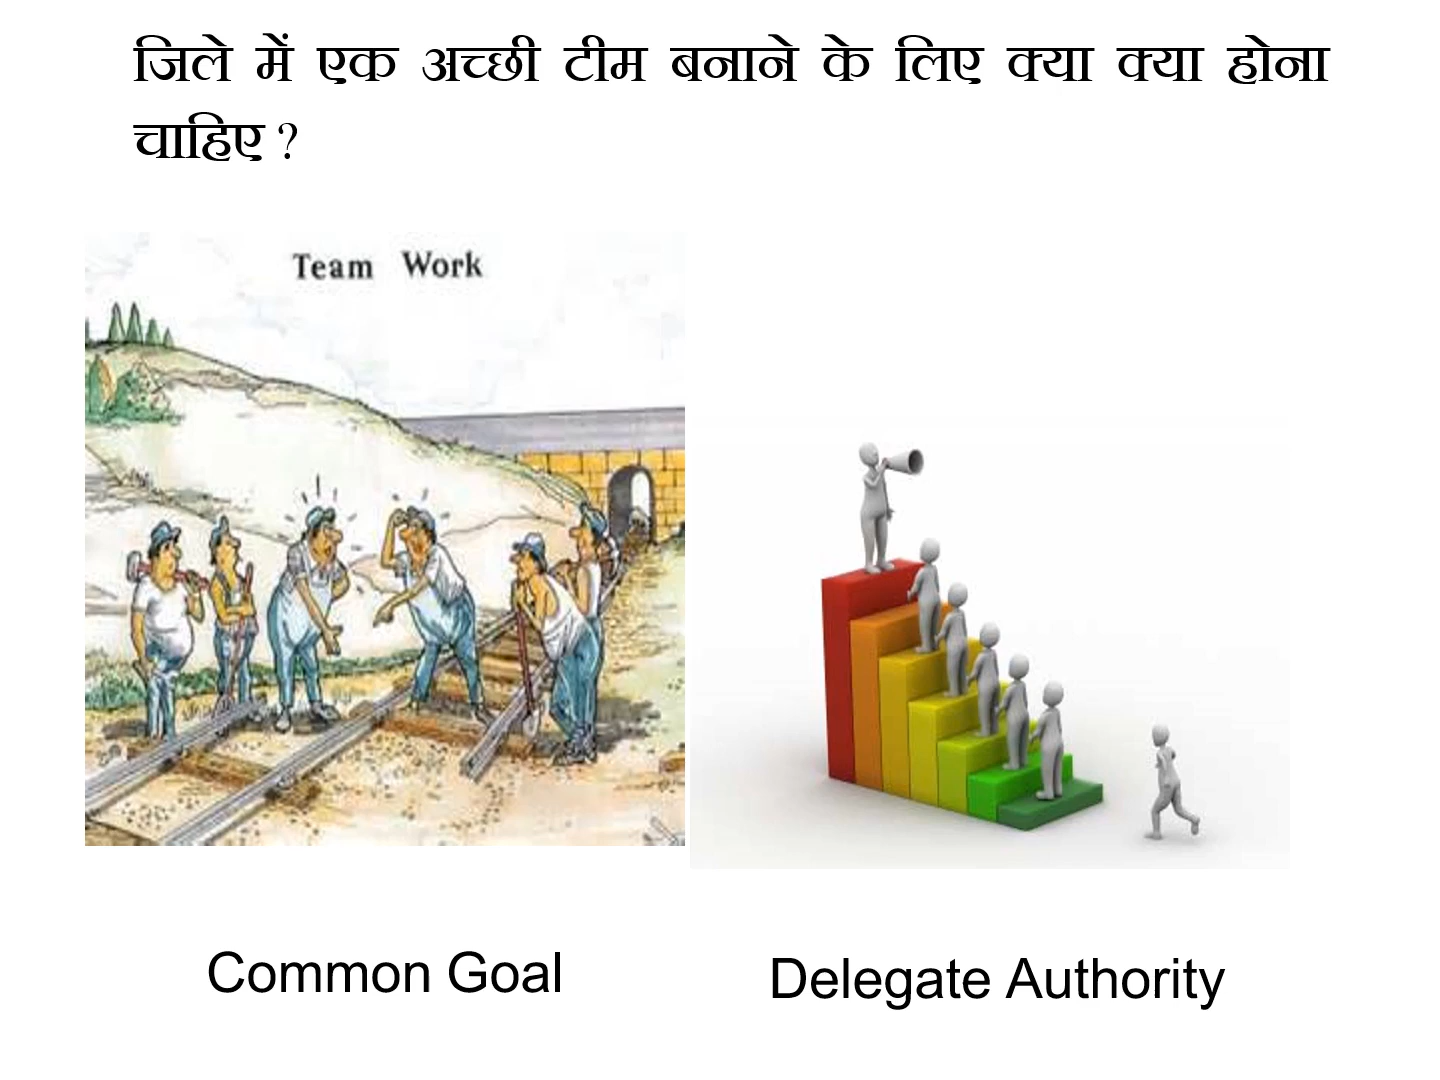 जिले में एक अच्छी टीम बनाने के लिए क्या क्या होना
चाहिए ?
Team Work
Common Goal
Delegate Authority